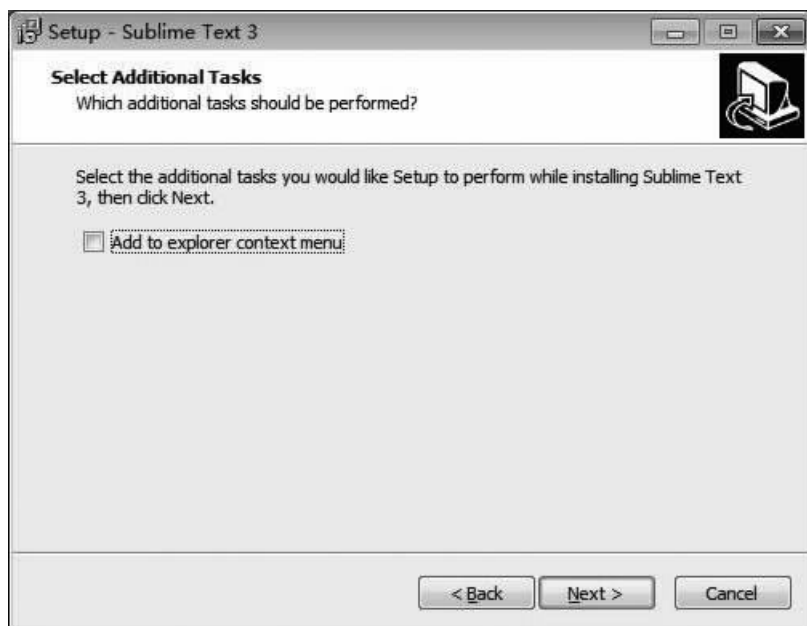 Setup - Sublime Text 3
Select Additional Tasks
Which additional tasks should be performed?
Select the additional tasks you would like Setup to perform while installing Sublime Text
3, then click Next.
Add to explorer context menu
< Back
Next >
Cancel